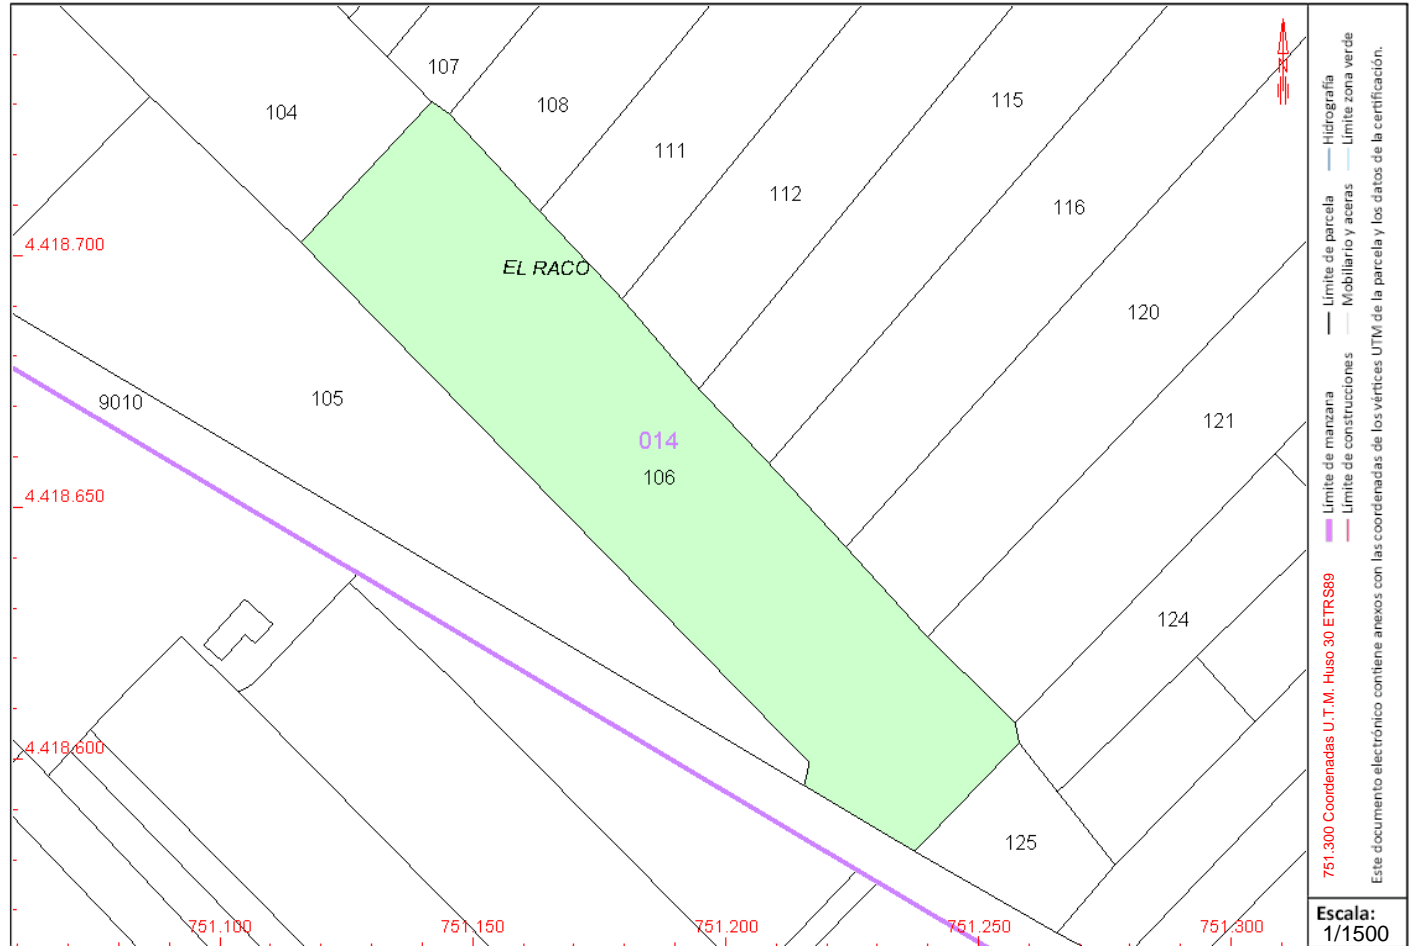 107
104
108
115
111
112
116
4.418.700
EL RACO
120
9010
105
121
014
106
4.418.650
124
4.418.600
125
751.100
751.150
751.200
751.250
751.300
N
Hidrografía
Límite zona verde
Límite de parcela
Mobiliario y aceras
Límite de manzana
Límite de construcciones
751.300 Coordenadas U.T.M. Huso 30 ETRS89
Este documento electrónico contiene anexos con las coordenadas de los vértices UTM de la parcela y los datos de la certificación.
Escala:
1/1500